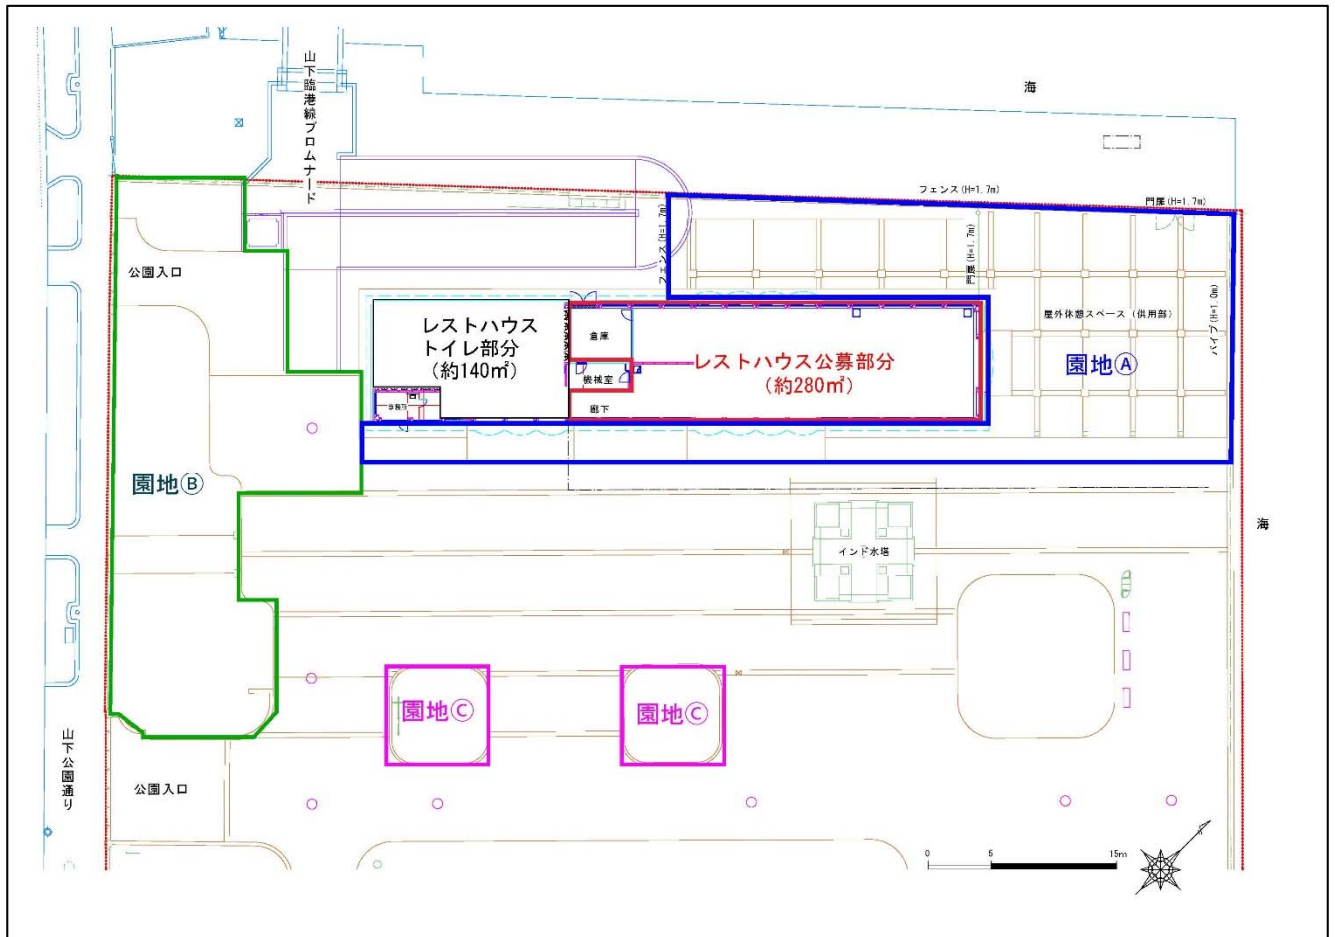 海
山下臨港線プロムナード
フェンス(H=1.7m)
門扉(H=1.7m)
フェンス(H=1.7m)
門扉(H=1.7m)
パイプ(H=1.0m)
公園入口
レストハウス
トイレ部分
(約140㎡)
倉庫
機械室
廊下
レストハウス公募部分
(約280㎡)
屋外休憩スペース(供用部)
園地Ⓐ
園地Ⓑ
インド水塔
海
園地Ⓒ
園地Ⓒ
山下公園通り
公園入口
0 5 15m